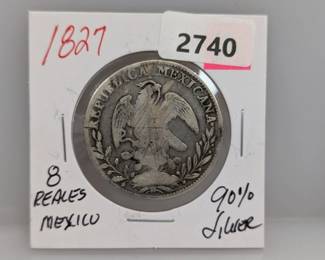 1827
2740
REPUBLICA MEXICANA.
8
REALES
MEXICO
90%
SILVER